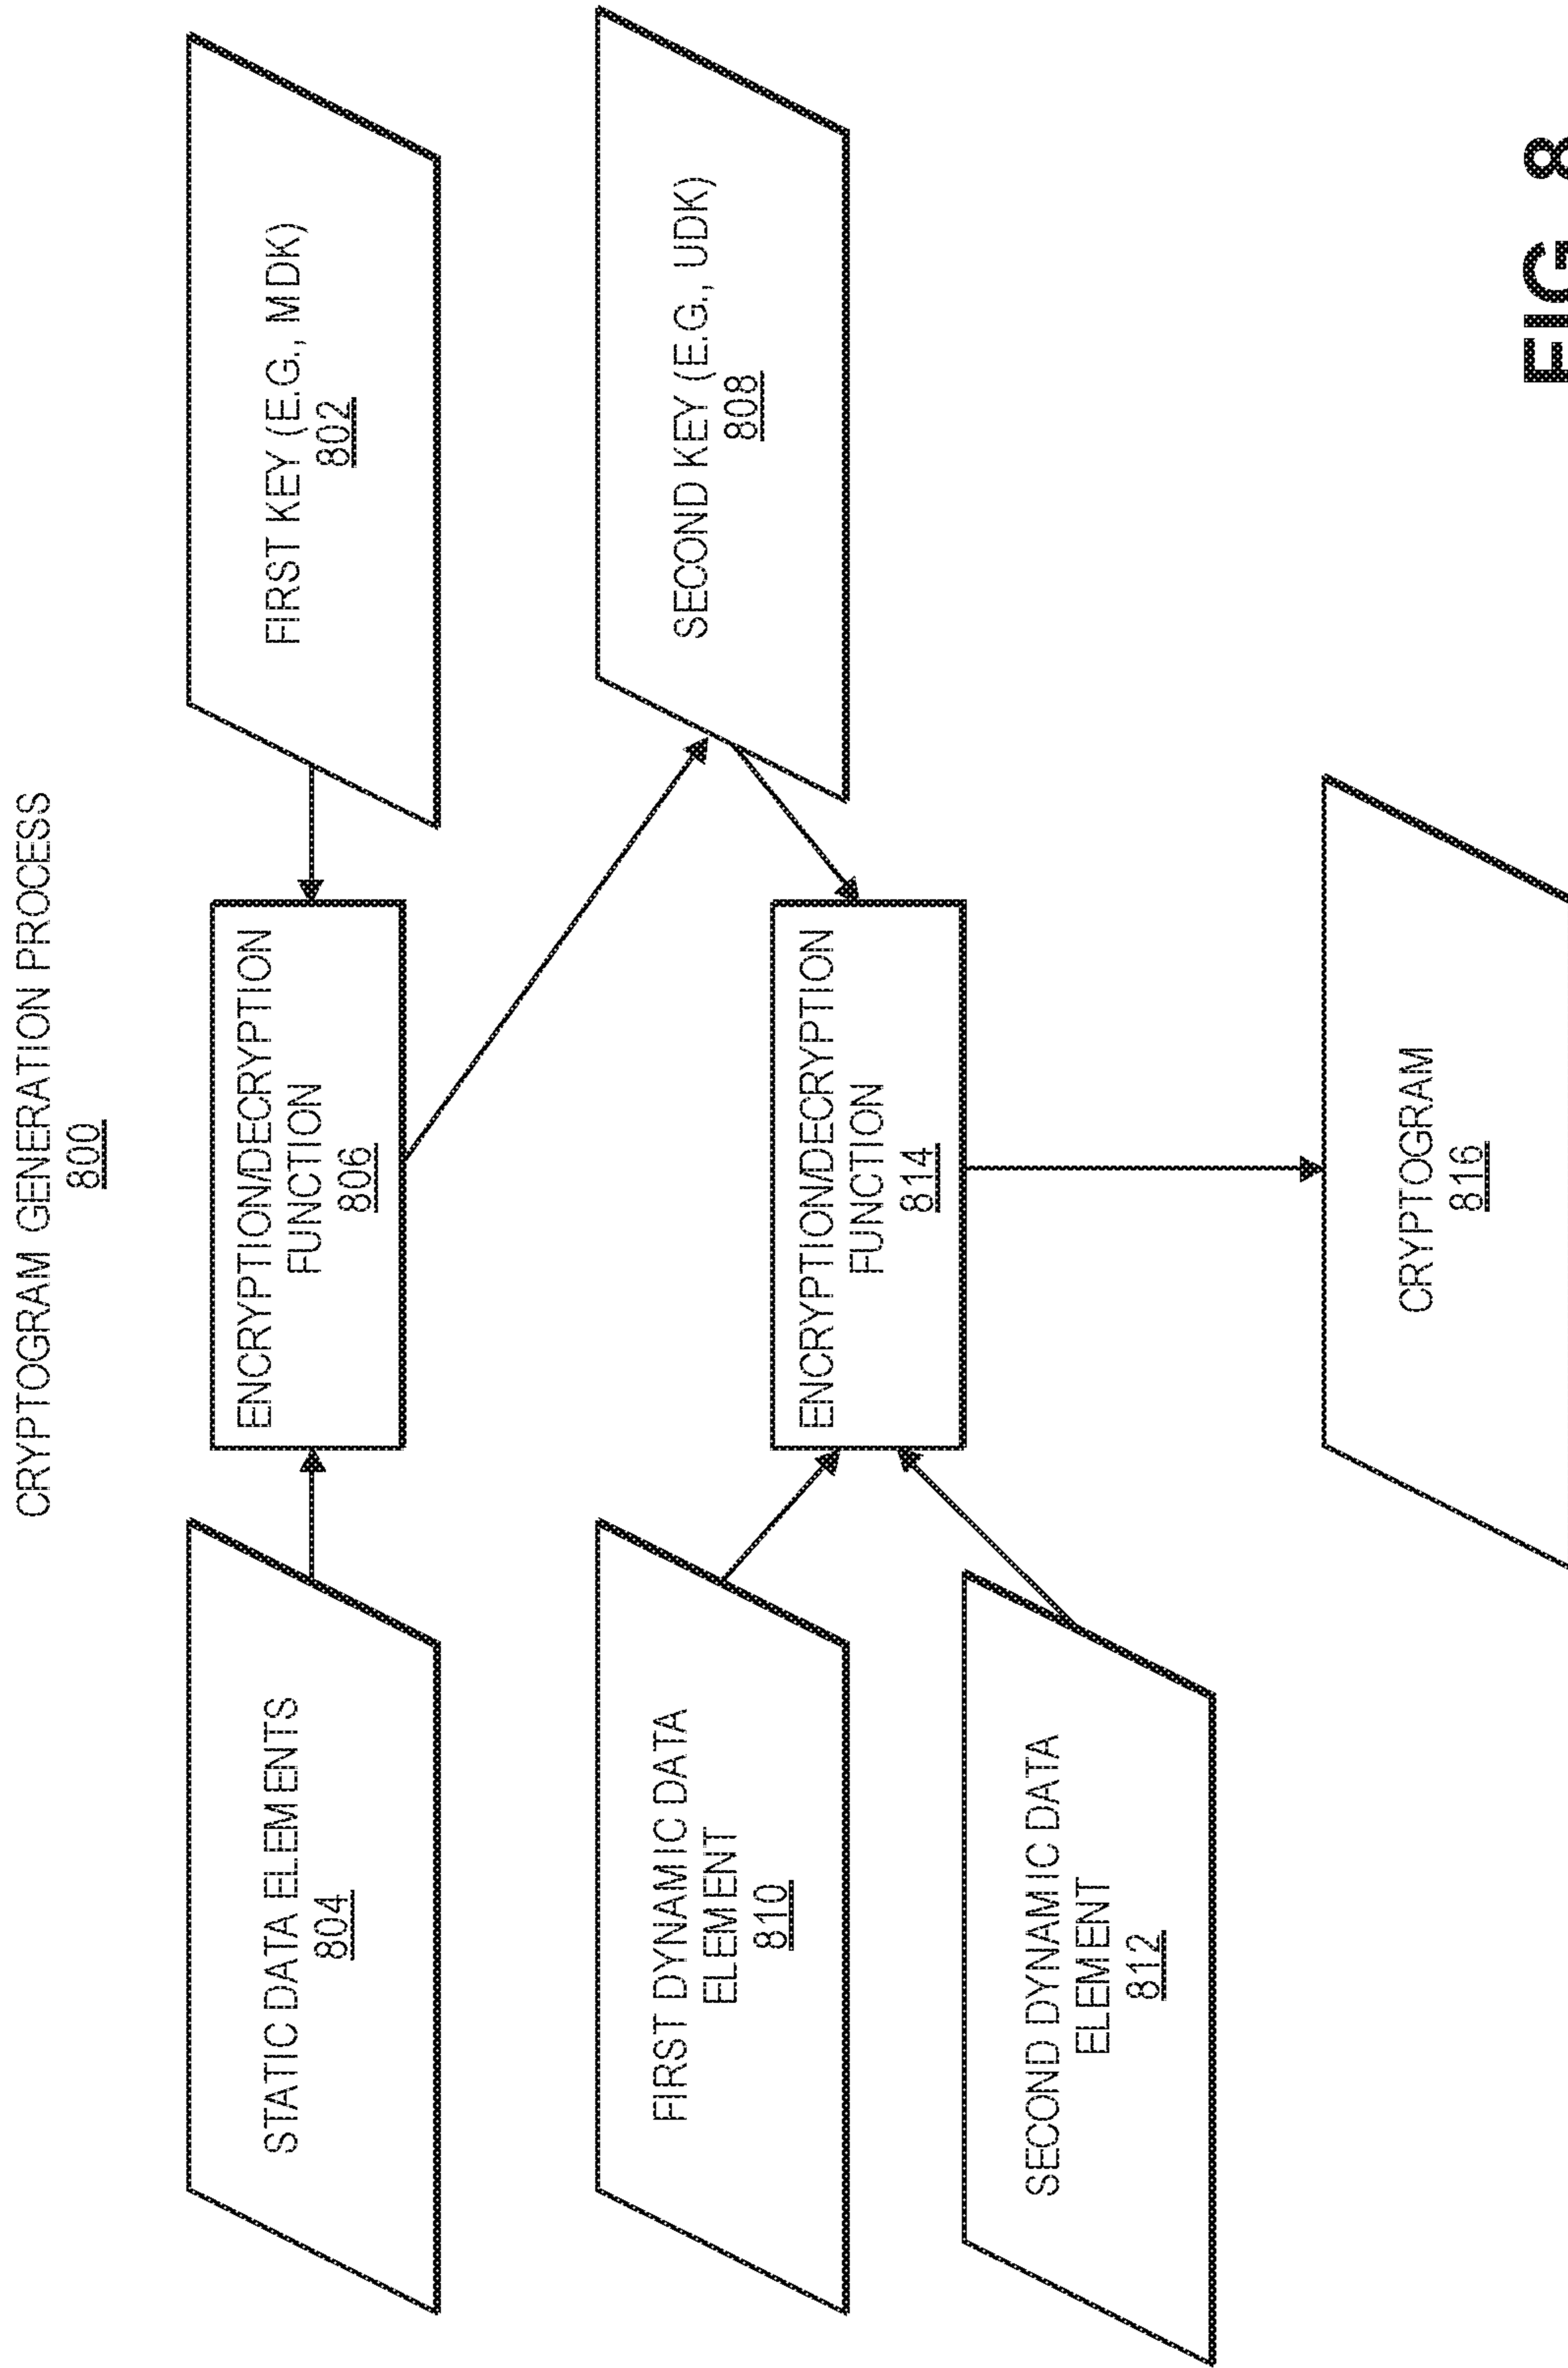 CRYPTOGRAM GENERATION PROCESS
800
STATIC DATA ELEMENTS
804
ENCRYPTION/DECRYPTION
FUNCTION
806
FIRST KEY (E.G., MDK)
802
FIRST DYNAMIC DATA
ELEMENT
810
SECOND KEY (E.G., UDK)
808
ENCRYPTION/DECRYPTION
FUNCTION
814
SECOND DYNAMIC DATA
ELEMENT
812
CRYPTOGRAM
816
FIG. 8